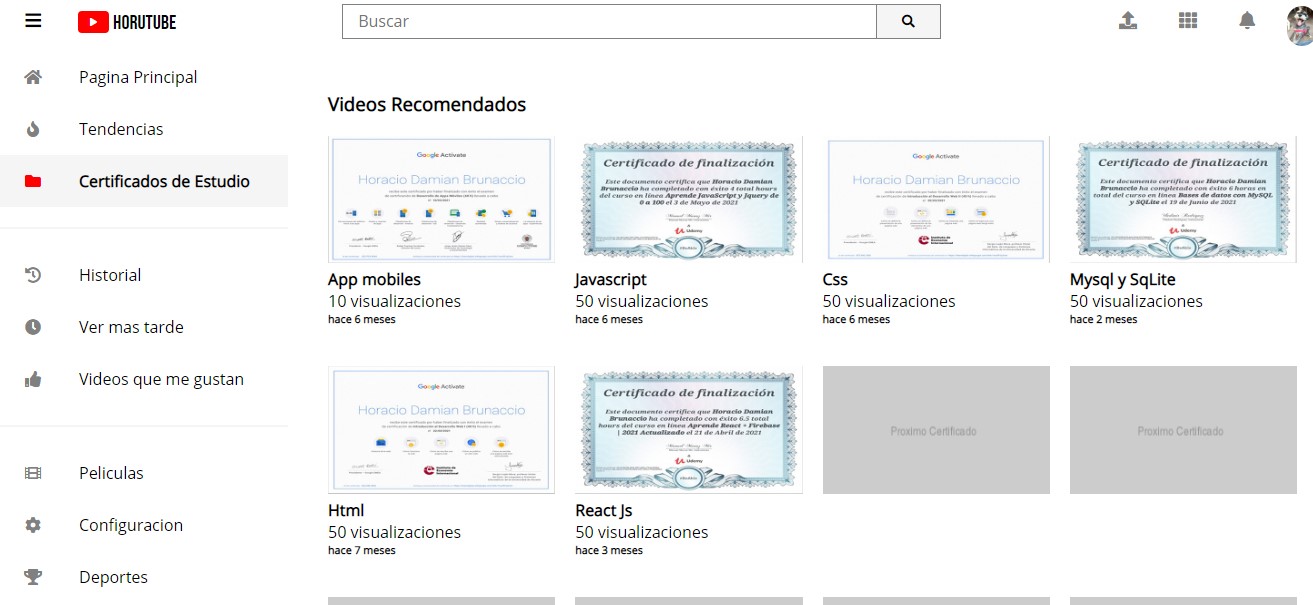 HORUTUBE
Buscar
Pagina Principal
Tendencias
Certificados de Estudio
Historial
Ver mas tarde
Videos que me gustan
Peliculas
Configuracion
Deportes
Videos Recomendados
Google Activate
Horacio Damian Brunaccio
App mobiles
10 visualizaciones
hace 6 meses
Certificado de finalización
Este documento certifica que Horacio Damian
Brunaccio ha completado con éxito 4 total hours
del curso en línea Aprende JavaScript y Jquery de
0 a 100 el 3 de Mayo de 2021
Udemy
Javascript
50 visualizaciones
hace 6 meses
Google Activate
Horacio Damian Brunaccio
Css
50 visualizaciones
hace 6 meses
Certificado de finalización
Este documento certifica que Horacio Damian
Brunaccio ha completado con éxito 6 horas en
total del curso en línea Bases de datos con MySQL
y SQLite el 19 de Junio de 2021
Udemy
Mysql y SqLite
50 visualizaciones
hace 2 meses
Google Activate
Horacio Damian Brunaccio
Html
50 visualizaciones
hace 7 meses
Certificado de finalización
Este documento certifica que Horacio Damian
Brunaccio ha completado con éxito 6.5 total
hours del curso en línea Aprende React + Firebase
| 2021 Actualizado el 21 de Abril de 2021
Udemy
React Js
50 visualizaciones
hace 3 meses
Proximo Certificado
Proximo Certificado